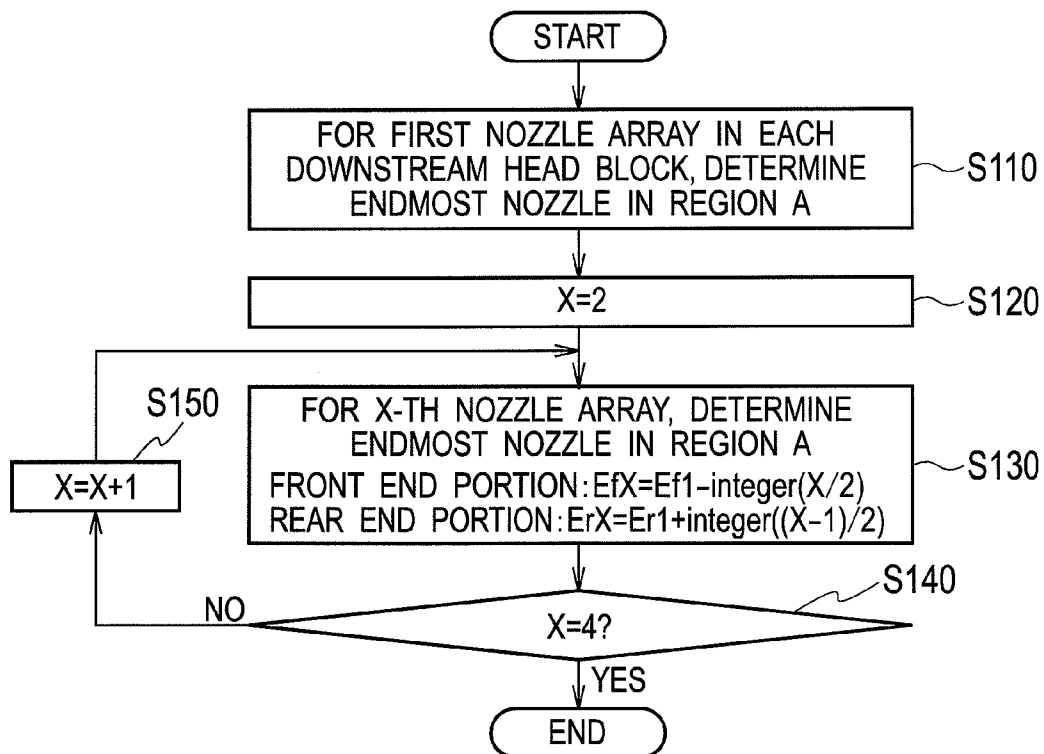 START
FOR FIRST NOZZLE ARRAY IN EACH
DOWNSTREAM HEAD BLOCK, DETERMINE
ENDMOST NOZZLE IN REGION A
S110
X=2
S120
S150
X=X+1
FOR X-TH NOZZLE ARRAY, DETERMINE
ENDMOST NOZZLE IN REGION A
FRONT END PORTION:EfX=Ef1-integer(X/2)
REAR END PORTION:ErX=Er1+integer((X-1)/2)
S130
S140
NO
X=4?
YES
END